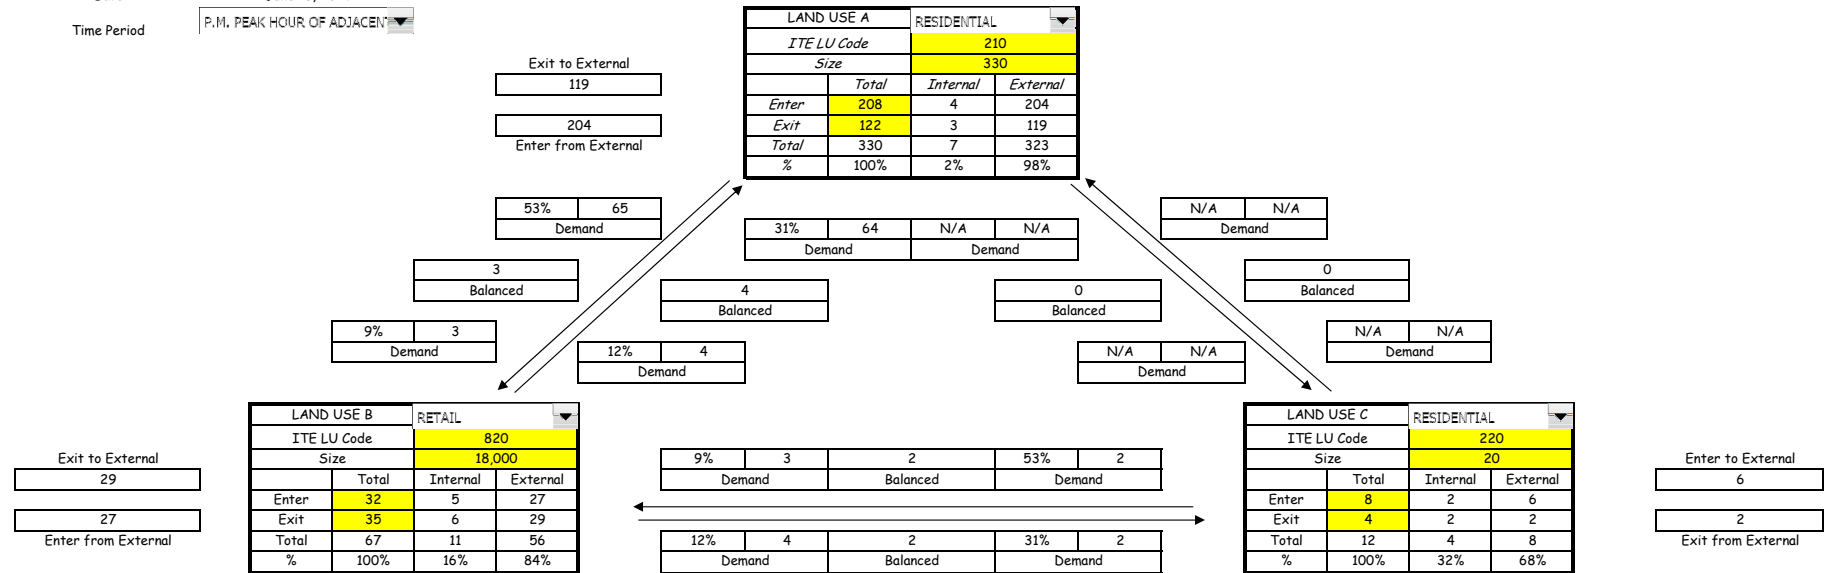 Time Period P.M. PEAK HOUR OF ADJACEN
LAND USE A RESIDENTIAL
ITE LU Code 210
Size 330
Total Internal External
Enter 208 4 204
Exit 122 3 119
Total 330 7 323
% 100% 2% 98%
Exit to External
119
204
Enter from External
53% 65
Demand
31% 64 N/A N/A
Demand Demand
N/A N/A
Demand
3
Balanced
4
Balanced
0
Balanced
0
Balanced
9% 3
Demand
12% 4
Demand
N/A N/A
Demand
N/A N/A
Demand
LAND USE B RETAIL
ITE LU Code 820
Size 18,000
Total Internal External
Enter 32 5 27
Exit 35 6 29
Total 67 11 56
% 100% 16% 84%
Exit to External
29
27
Enter from External
9% 3 2 53% 2
Demand Balanced Demand
12% 4 2 31% 2
Demand Balanced Demand
LAND USE C RESIDENTIAL
ITE LU Code 220
Size 20
Total Internal External
Enter 8 2 6
Exit 4 2 2
Total 12 4 8
% 100% 32% 68%
Enter to External
6
2
Exit from External